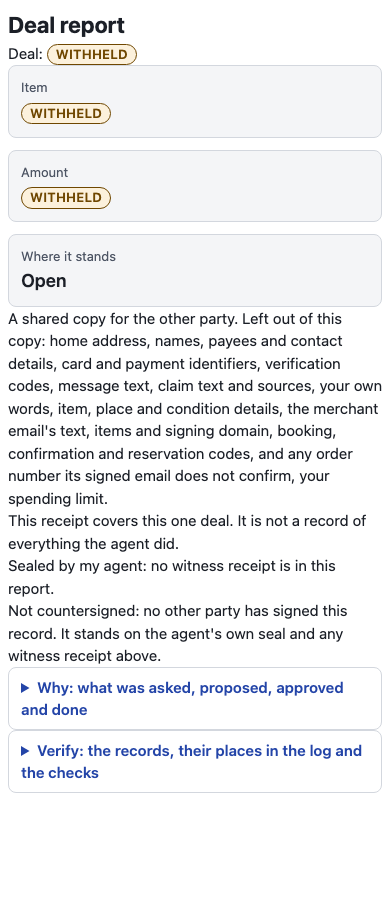 Deal report
Deal: WITHHELD
Item
WITHHELD
Amount
WITHHELD
Where it stands
Open
A shared copy for the other party. Left out of this
copy: home address, names, payees and contact
details, card and payment identifiers, verification
codes, message text, claim text and sources, your own
words, item, place and condition details, the merchant
email's text, items and signing domain, booking,
confirmation and reservation codes, and any order
number its signed email does not confirm, your
spending limit.
This receipt covers this one deal. It is not a record of
everything the agent did.
Sealed by my agent: no witness receipt is in this
report.
Not countersigned: no other party has signed this
record. It stands on the agent's own seal and any
witness receipt above.
Why: what was asked, proposed, approved
and done
Verify: the records, their places in the log and
the checks